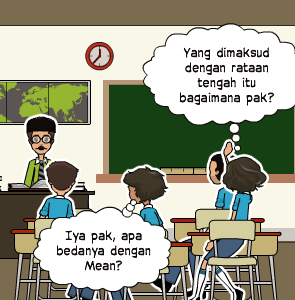 Yang dimaksud
dengan rataan
tengah itu
bagaimana pak?
Iya pak, apa
bedanya dengan
Mean?